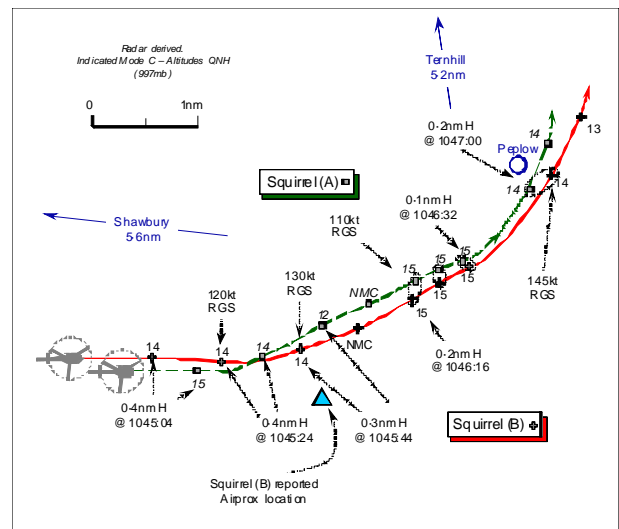 Radar derived.
Indicated Mode C – Altitudes QNH
(997mb)
0
1nm
Ternhill
5·2nm
0·2nm H
@ 1047:00
Peplow
14
13
14
14
Squirrel (A)
0·1nm H
@ 1046:32
Shawbury
5·6nm
110kt
RGS
15
15
15
15
15
15
145kt
RGS
130kt
RGS
NMC
120kt
RGS
12
NMC
0·2nm H
@ 1046:16
14
14
14
14
15
0·4nm H
@ 1045:04
0·4nm H
@ 1045:24
0·3nm H
@ 1045:44
Squirrel (B)
Squirrel (B) reported
Airprox location